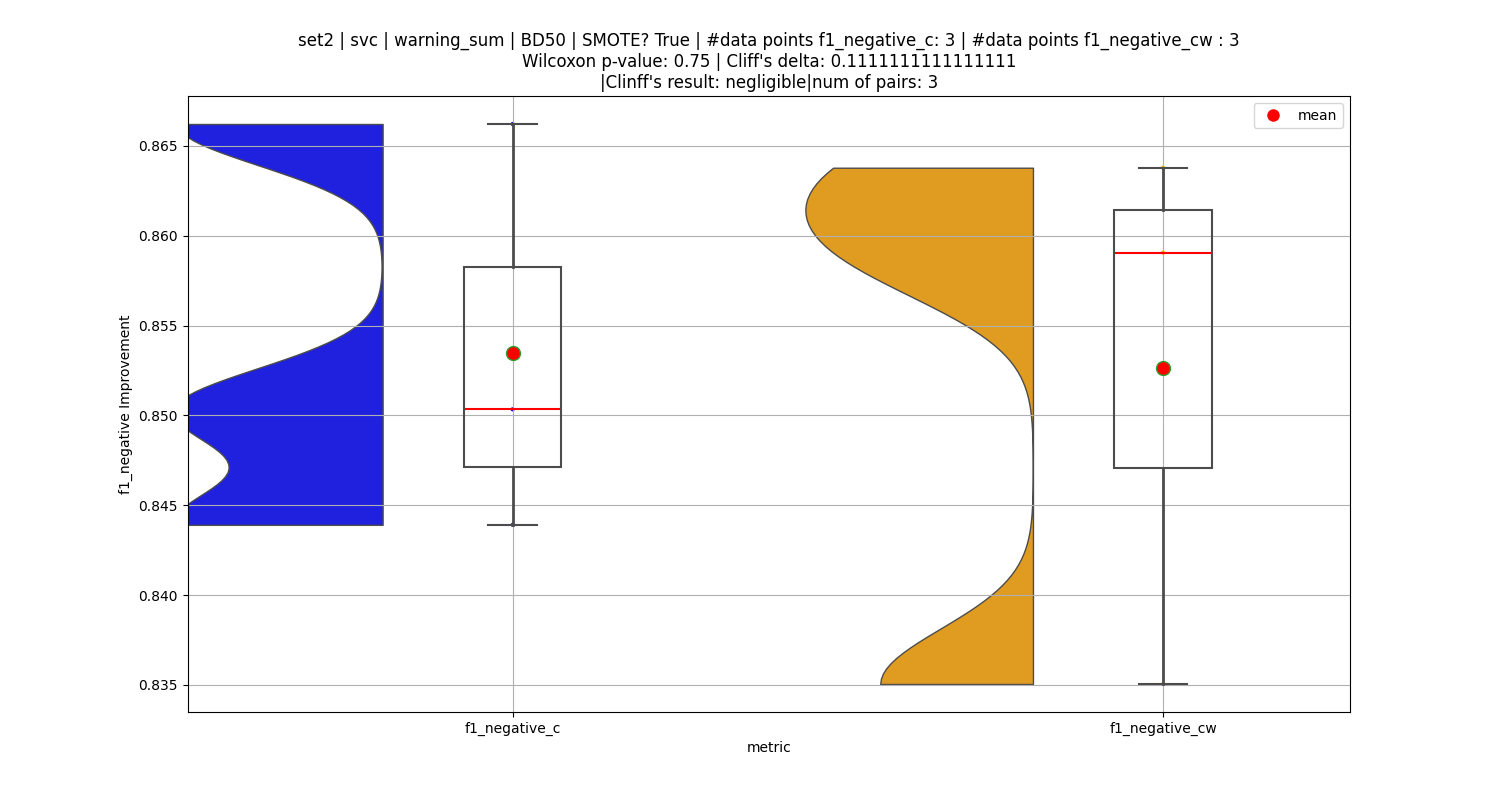 set2 | svc | warning_sum | BD50 | SMOTE? True | #data points f1_negative_c: 3 | #data points f1_negative_cw : 3
Wilcoxon p-value: 0.75 | Cliff's delta: 0.1111111111111111
|Clinff's result: negligible|num of pairs: 3
mean
0.865
0.860
0.855
0.850
0.845
0.840
0.835
f1_negative Improvement
f1_negative_c
f1_negative_cw
metric